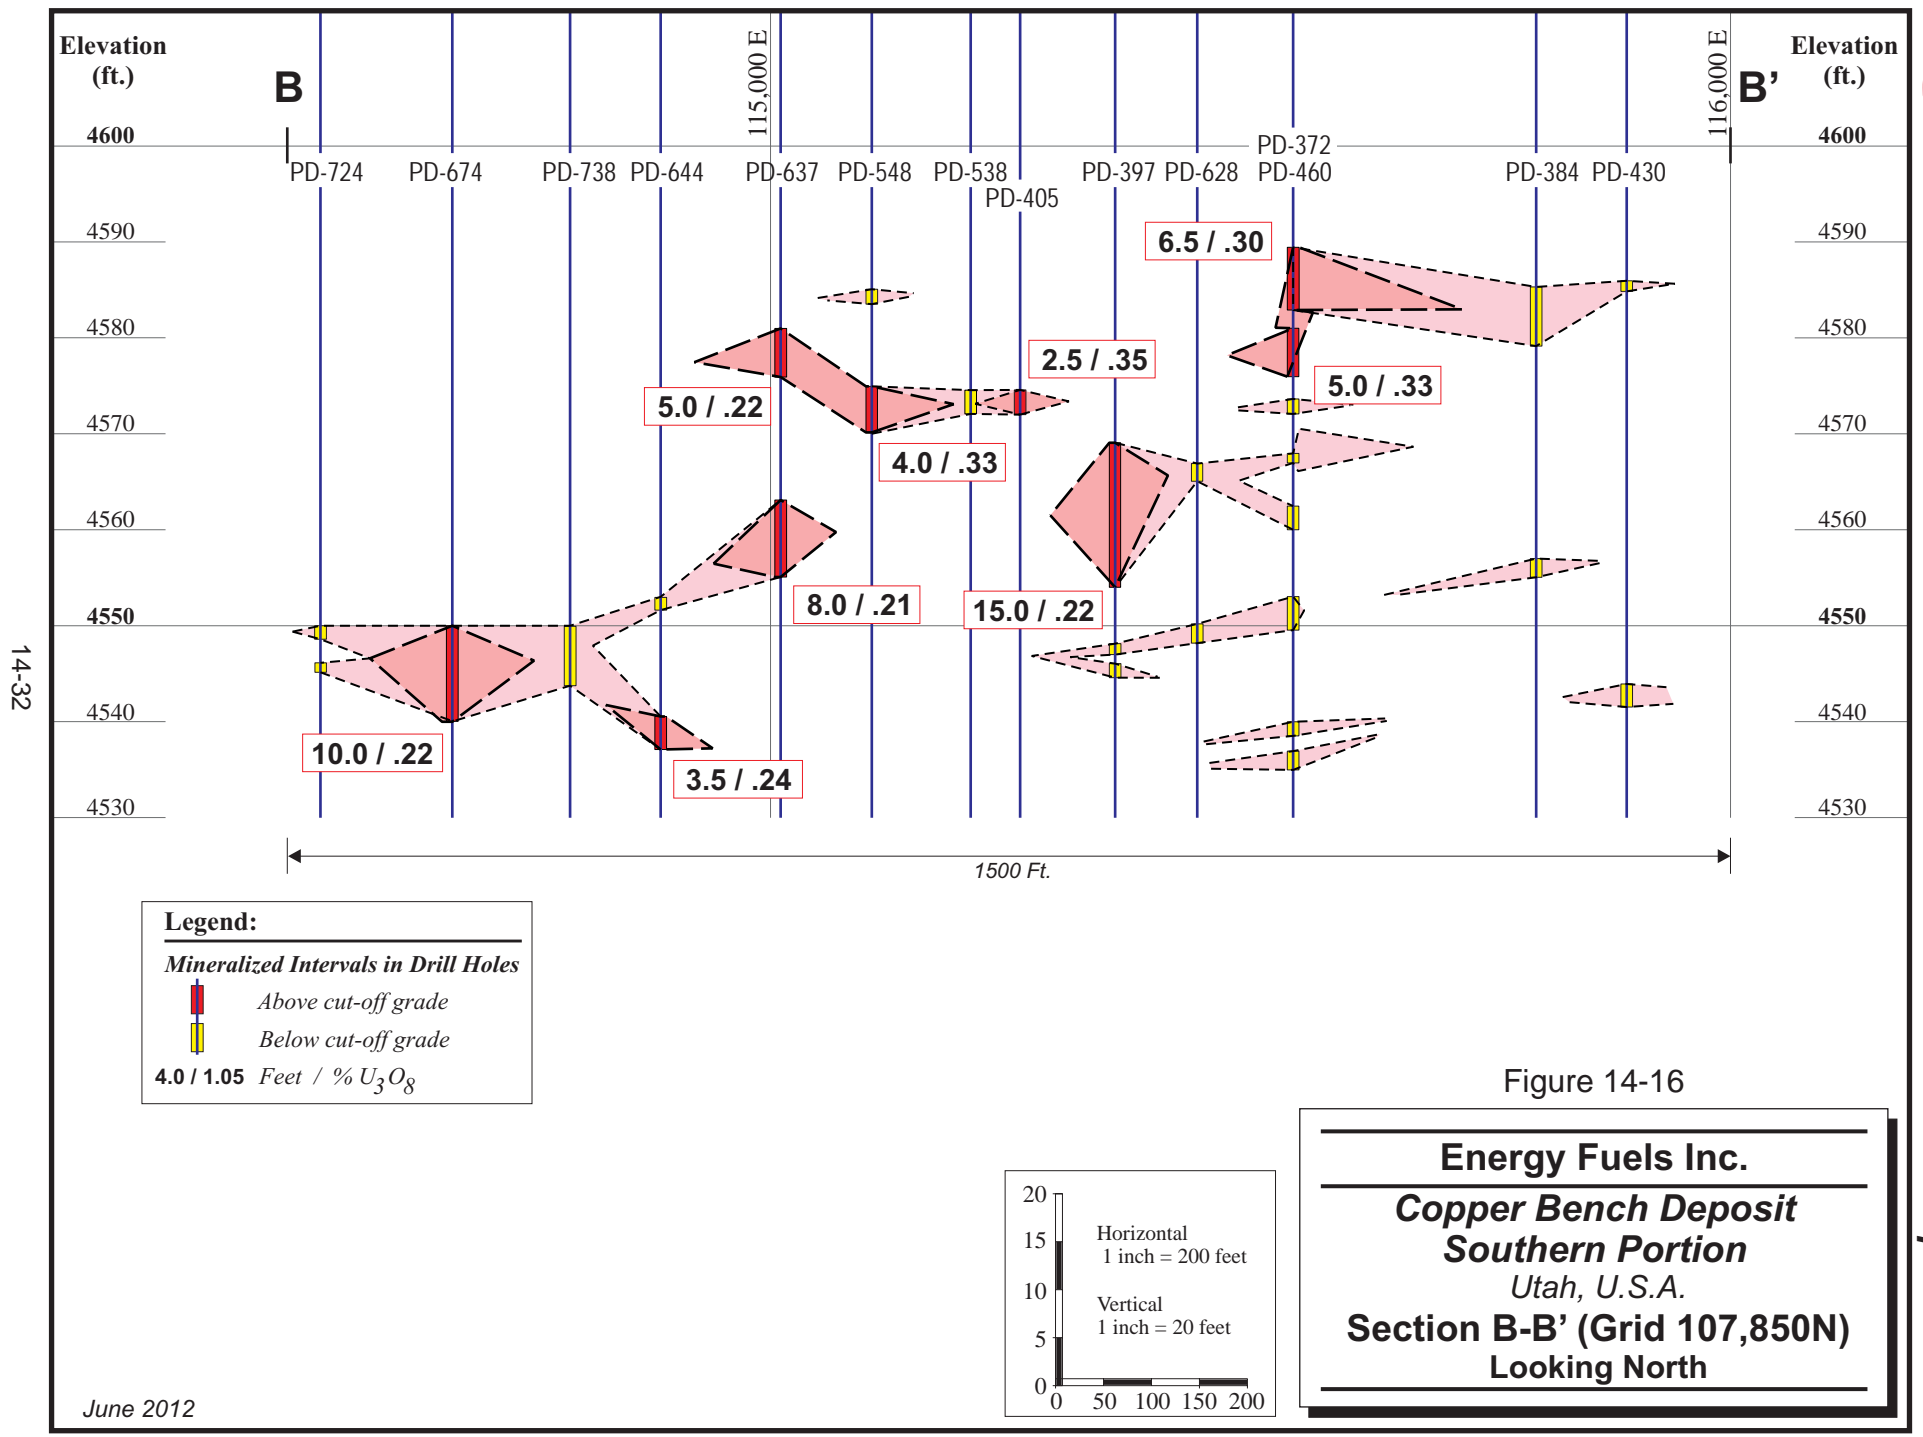 Elevation
(ft.)
B
115,000 E
116,000 E
B’
Elevation
(ft.)
4600
4600
PD-372
PD-724
PD-674
PD-738
PD-644
PD-637
PD-548
PD-538
PD-405
PD-397
PD-628
PD-460
PD-384
PD-430
4590
4590
6.5 / .30
4580
4580
2.5 / .35
5.0 / .33
5.0 / .22
4570
4570
4.0 / .33
4560
4560
8.0 / .21
15.0 / .22
4550
4550
4540
4540
10.0 / .22
3.5 / .24
4530
4530
1500 Ft.
14-32
Legend:
Mineralized Intervals in Drill Holes
Above cut-off grade
Below cut-off grade
4.0 / 1.05 Feet / % U3O8
Figure 14-16
Energy Fuels Inc.
Copper Bench Deposit
Southern Portion
Utah, U.S.A.
Section B-B’ (Grid 107,850N)
Looking North
20
15
10
5
0
Horizontal
1 inch = 200 feet
Vertical
1 inch = 20 feet
0 50 100 150 200
June 2012